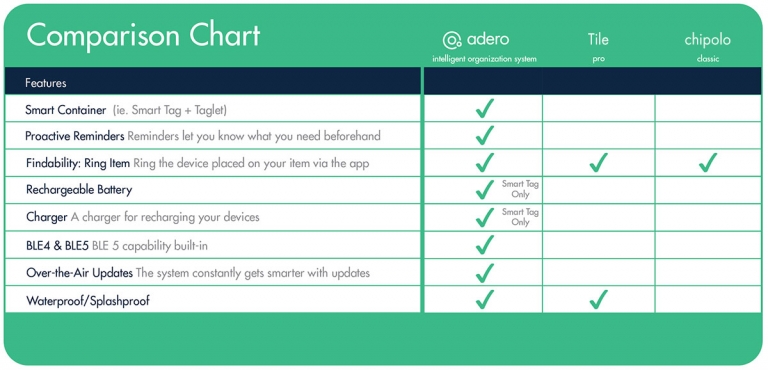 Comparison Chart
adero
intelligent organization system
Tile
pro
chipolo
classic
Features
Smart Container (ie. Smart Tag + Taglet)
Proactive Reminders Reminders let you know what you need beforehand
Findability: Ring Item Ring the device placed on your item via the app
Rechargeable Battery
Smart Tag
Only
Charger A charger for recharging your devices
Smart Tag
Only
BLE4 & BLE5 BLE 5 capability built-in
Over-the-Air Updates The system constantly gets smarter with updates
Waterproof/Splashproof